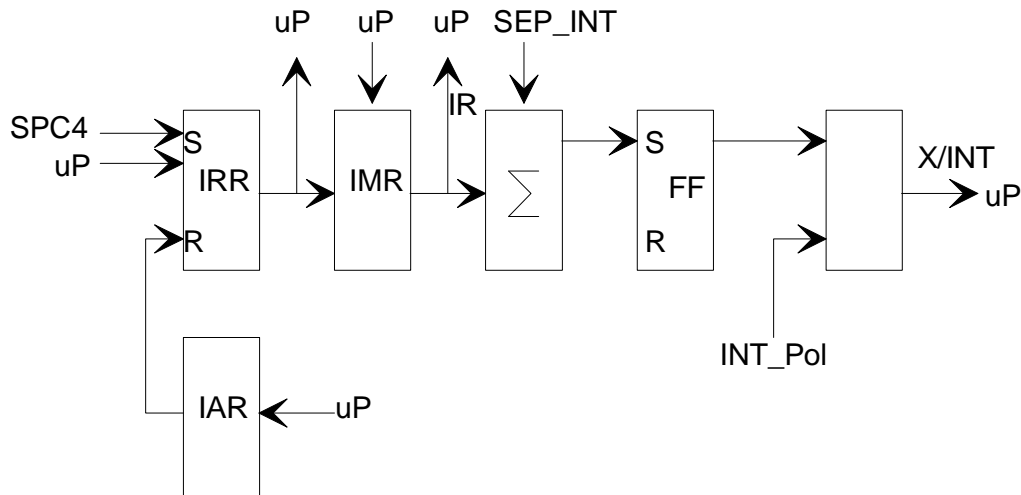 uP uP uP SEP_INT
SPC4
uP
S
IRR
R
IMR
IR
∑
S
FF
R
X/INT
uP
INT_Pol
IAR
uP